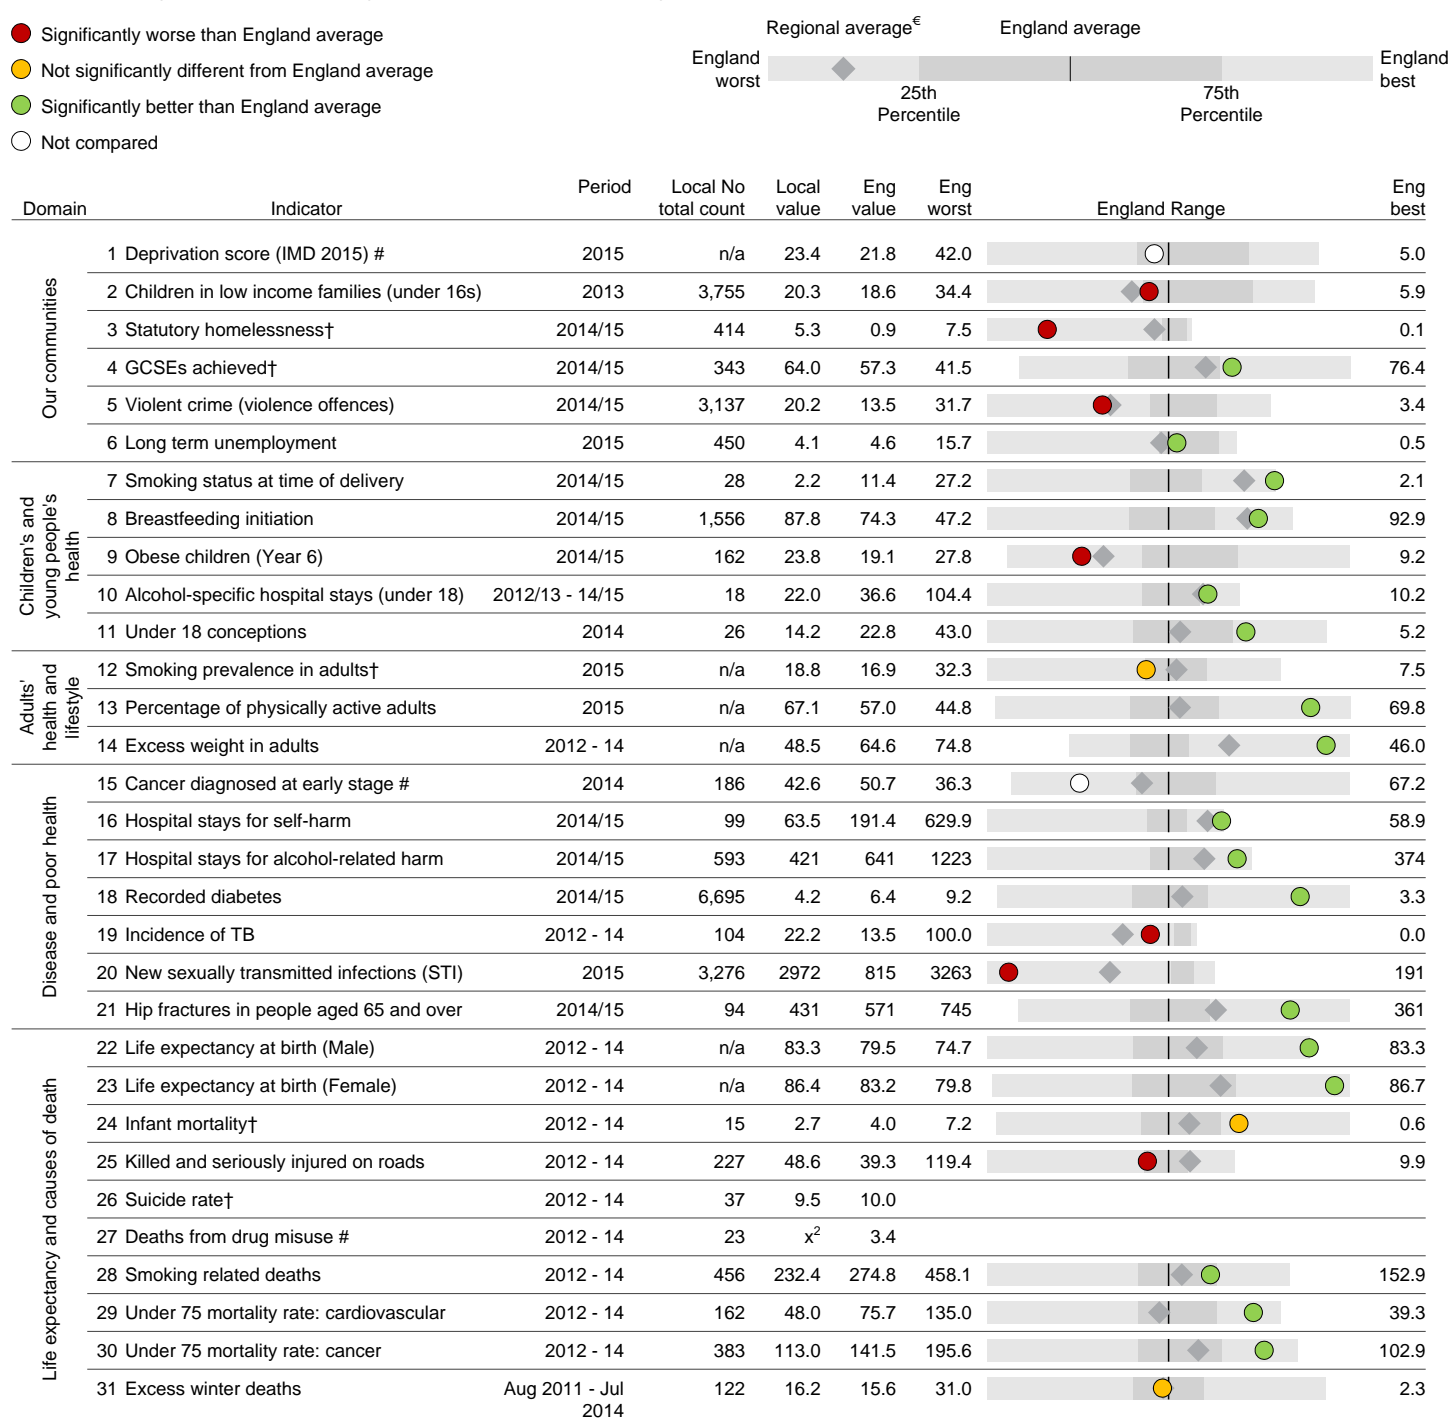 Significantly worse than England average
Not significantly different from England average
Significantly better than England average
Not compared
Regional average€ England average
England worst England best
25th Percentile 75th Percentile
Domain Indicator Period Local No total count Local value Eng value Eng worst England Range Eng best
Our communities
1 Deprivation score (IMD 2015) # 2015 n/a 23.4 21.8 42.0 5.0
2 Children in low income families (under 16s) 2013 3,755 20.3 18.6 34.4 5.9
3 Statutory homelessness† 2014/15 414 5.3 0.9 7.5 0.1
4 GCSEs achieved† 2014/15 343 64.0 57.3 41.5 76.4
5 Violent crime (violence offences) 2014/15 3,137 20.2 13.5 31.7 3.4
6 Long term unemployment 2015 450 4.1 4.6 15.7 0.5
Children's and young people's health
7 Smoking status at time of delivery 2014/15 28 2.2 11.4 27.2 2.1
8 Breastfeeding initiation 2014/15 1,556 87.8 74.3 47.2 92.9
9 Obese children (Year 6) 2014/15 162 23.8 19.1 27.8 9.2
10 Alcohol-specific hospital stays (under 18) 2012/13 - 14/15 18 22.0 36.6 104.4 10.2
11 Under 18 conceptions 2014 26 14.2 22.8 43.0 5.2
Adults' health and lifestyle
12 Smoking prevalence in adults† 2015 n/a 18.8 16.9 32.3 7.5
13 Percentage of physically active adults 2015 n/a 67.1 57.0 44.8 69.8
14 Excess weight in adults 2012 - 14 n/a 48.5 64.6 74.8 46.0
Disease and poor health
15 Cancer diagnosed at early stage # 2014 186 42.6 50.7 36.3 67.2
16 Hospital stays for self-harm 2014/15 99 63.5 191.4 629.9 58.9
17 Hospital stays for alcohol-related harm 2014/15 593 421 641 1223 374
18 Recorded diabetes 2014/15 6,695 4.2 6.4 9.2 3.3
19 Incidence of TB 2012 - 14 104 22.2 13.5 100.0 0.0
20 New sexually transmitted infections (STI) 2015 3,276 2972 815 3263 191
21 Hip fractures in people aged 65 and over 2014/15 94 431 571 745 361
Life expectancy and causes of death
22 Life expectancy at birth (Male) 2012 - 14 n/a 83.3 79.5 74.7 83.3
23 Life expectancy at birth (Female) 2012 - 14 n/a 86.4 83.2 79.8 86.7
24 Infant mortality† 2012 - 14 15 2.7 4.0 7.2 0.6
25 Killed and seriously injured on roads 2012 - 14 227 48.6 39.3 119.4 9.9
26 Suicide rate† 2012 - 14 37 9.5 10.0
27 Deaths from drug misuse # 2012 - 14 23 x² 3.4
28 Smoking related deaths 2012 - 14 456 232.4 274.8 458.1 152.9
29 Under 75 mortality rate: cardiovascular 2012 - 14 162 48.0 75.7 135.0 39.3
30 Under 75 mortality rate: cancer 2012 - 14 383 113.0 141.5 195.6 102.9
31 Excess winter deaths Aug 2011 - Jul 2014 122 16.2 15.6 31.0 2.3